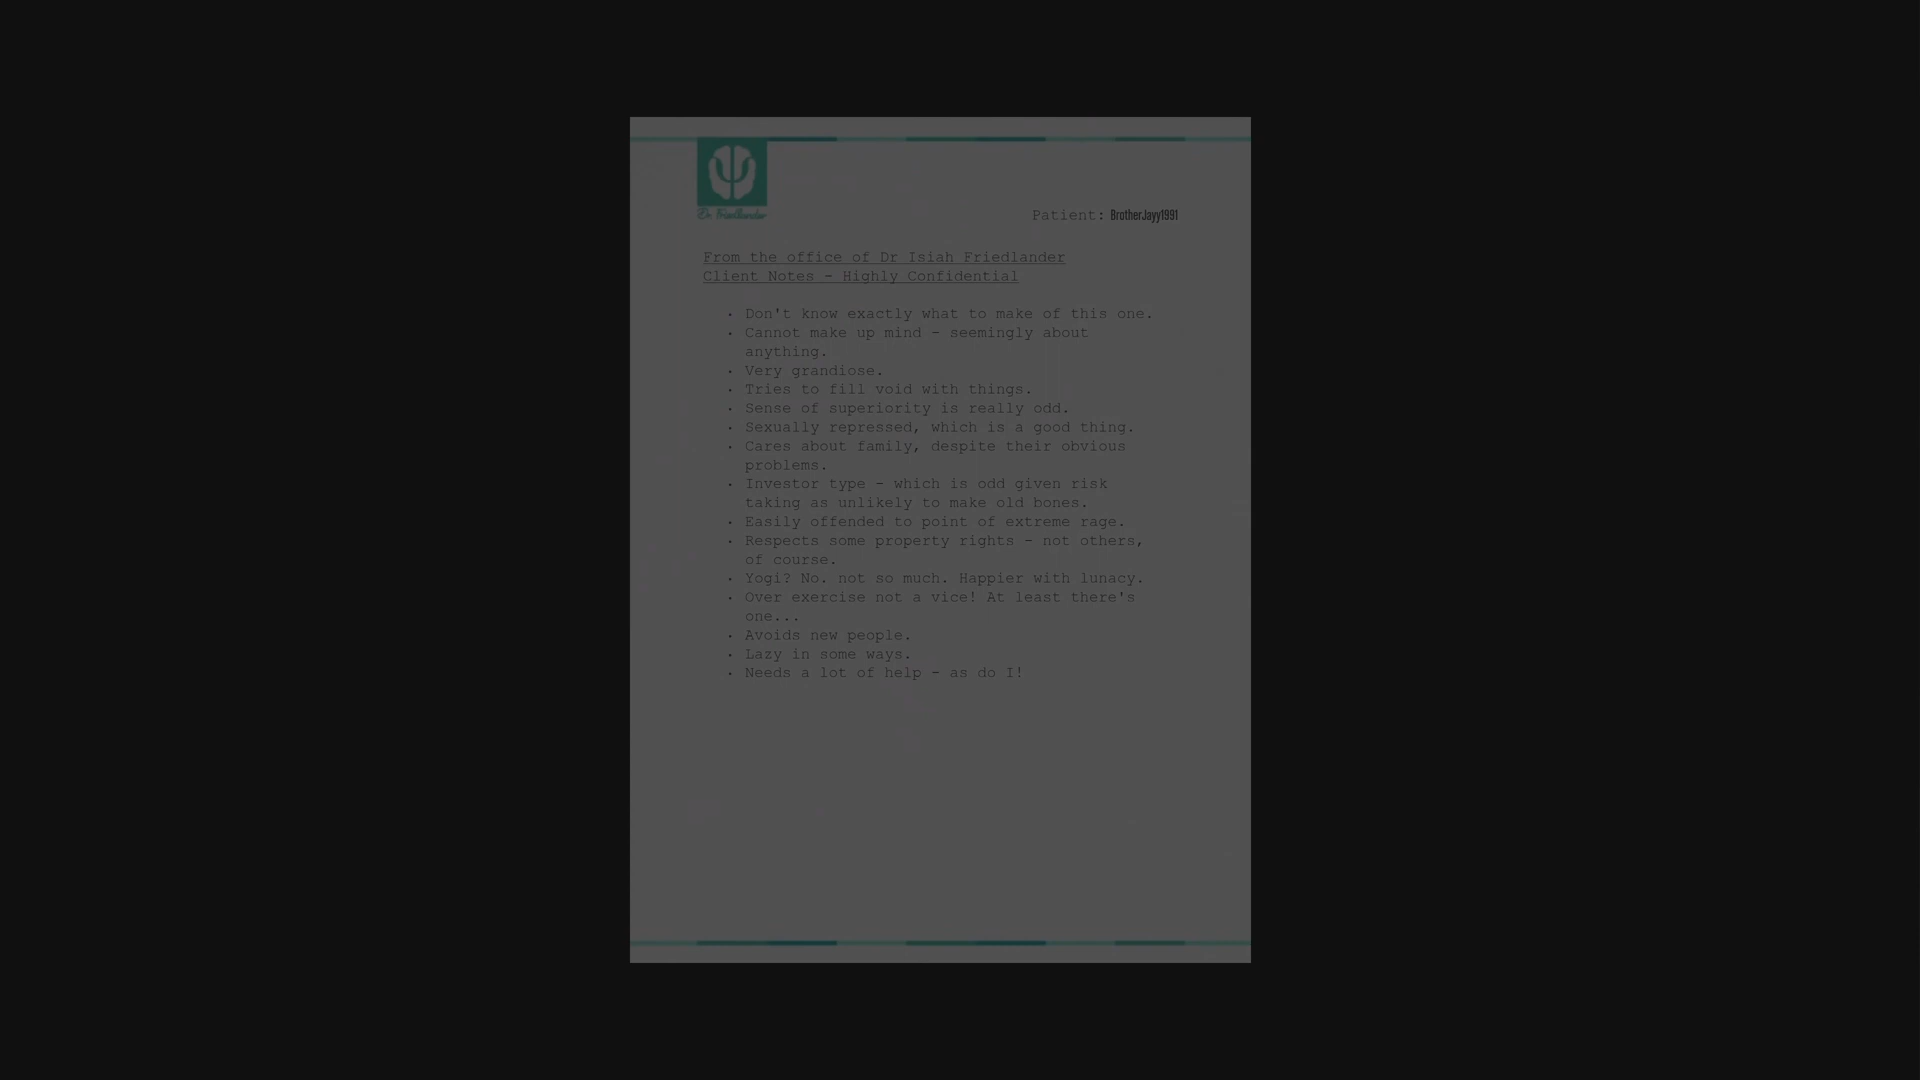 Dr. Friedlander
Patient: BrotherJayy1991
From the office of Dr Isiah Friedlander
Client Notes - Highly Confidential
• Don't know exactly what to make of this one.
• Cannot make up mind - seemingly about
anything.
• Very grandiose.
• Tries to fill void with things.
• Sense of superiority is really odd.
• Sexually repressed, which is a good thing.
• Cares about family, despite their obvious
problems.
• Investor type - which is odd given risk
taking as unlikely to make old bones.
• Easily offended to point of extreme rage.
• Respects some property rights - not others,
of course.
• Yogi? No. not so much. Happier with lunacy.
• Over exercise not a vice! At least there's
one...
• Avoids new people.
• Lazy in some ways.
• Needs a lot of help - as do I!